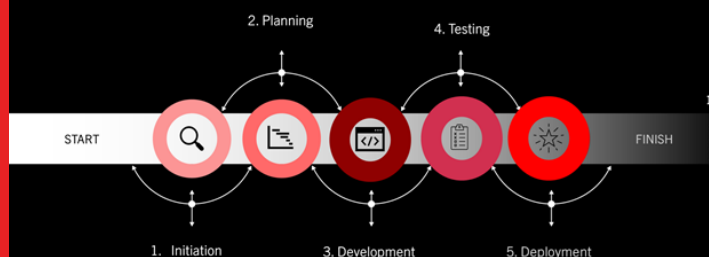 2. Planning
4. Testing
START
</>
FINISH
1. Initiation
3. Development
5. Deployment